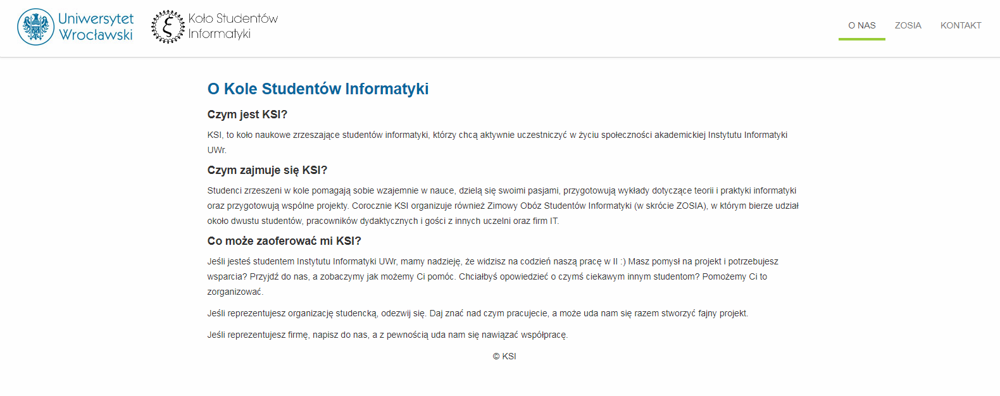 Uniwersytet
Wrocławski
ξ
Koło Studentów
Informatyki
O NAS
ZOSIA
KONTAKT
O Kole Studentów Informatyki
Czym jest KSI?
KSI, to koło naukowe zrzeszające studentów informatyki, którzy chcą aktywnie uczestniczyć w życiu społeczności akademickiej Instytutu Informatyki
UWr.
Czym zajmuje się KSI?
Studenci zrzeszeni w kole pomagają sobie wzajemnie w nauce, dzielą się swoimi pasjami, przygotowują wykłady dotyczące teorii i praktyki informatyki
oraz przygotowują wspólne projekty. Corocznie KSI organizuje również Zimowy Obóz Studentów Informatyki (w skrócie ZOSIA), w którym bierze udział
około dwustu studentów, pracowników dydaktycznych i gości z innych uczelni oraz firm IT.
Co może zaoferować mi KSI?
Jeśli jesteś studentem Instytutu Informatyki UWr, mamy nadzieję, że widzisz na codzień naszą pracę w II :) Masz pomysł na projekt i potrzebujesz
wsparcia? Przyjdź do nas, a zobaczymy jak możemy Ci pomóc. Chciałbyś opowiedzieć o czymś ciekawym innym studentom? Pomożemy Ci to
zorganizować.
Jeśli reprezentujesz organizację studencką, odezwij się. Daj znać nad czym pracujecie, a może uda nam się razem stworzyć fajny projekt.
Jeśli reprezentujesz firmę, napisz do nas, a z pewnością uda nam się nawiązać współpracę.
© KSI